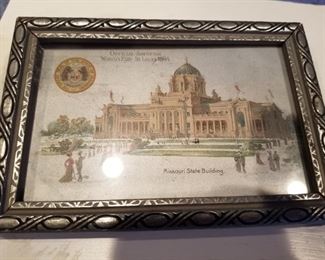 Official Souvenir
World's Fair St. Louis 1904
Missouri State Building.